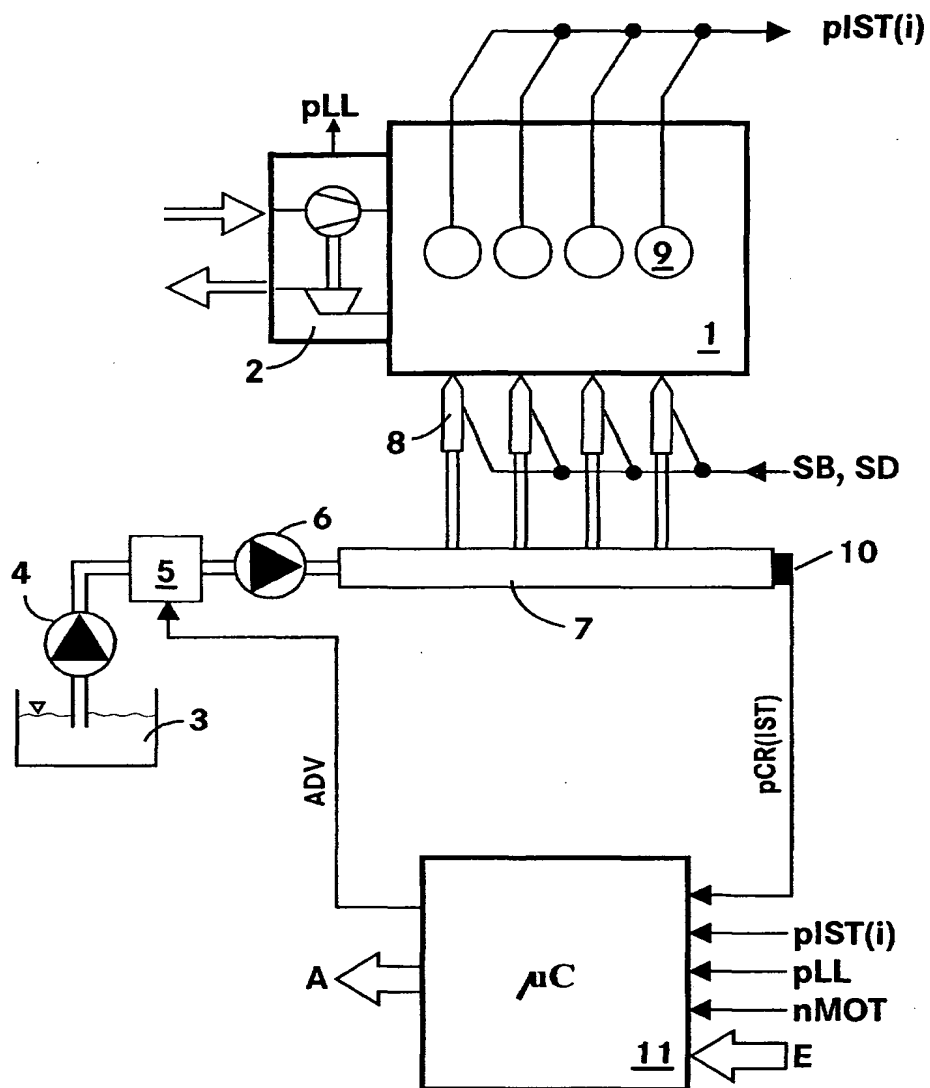 pIST(i)
pLL
9
1
2
8
SB, SD
6
10
4
5
7
3
ADV
pCR(IST)
pIST(i)
pLL
A
µC
nMOT
11
E